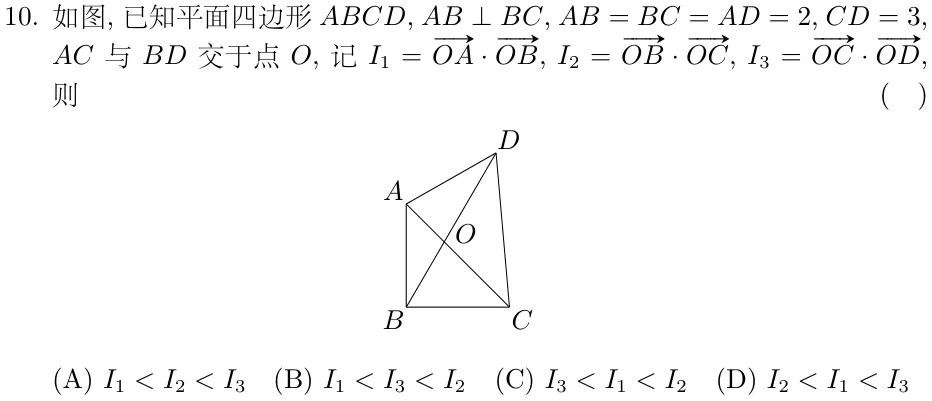 10. 如图, 已知平面四边形 ABCD, AB ⊥ BC, AB = BC = AD = 2, CD = 3,
AC 与 BD 交于点 O, 记 I₁ = \overrightarrow{OA} · \overrightarrow{OB}, I₂ = \overrightarrow{OB} · \overrightarrow{OC}, I₃ = \overrightarrow{OC} · \overrightarrow{OD},
则 ( )
D
A
O
B C
(A) I₁ < I₂ < I₃ (B) I₁ < I₃ < I₂ (C) I₃ < I₁ < I₂ (D) I₂ < I₁ < I₃